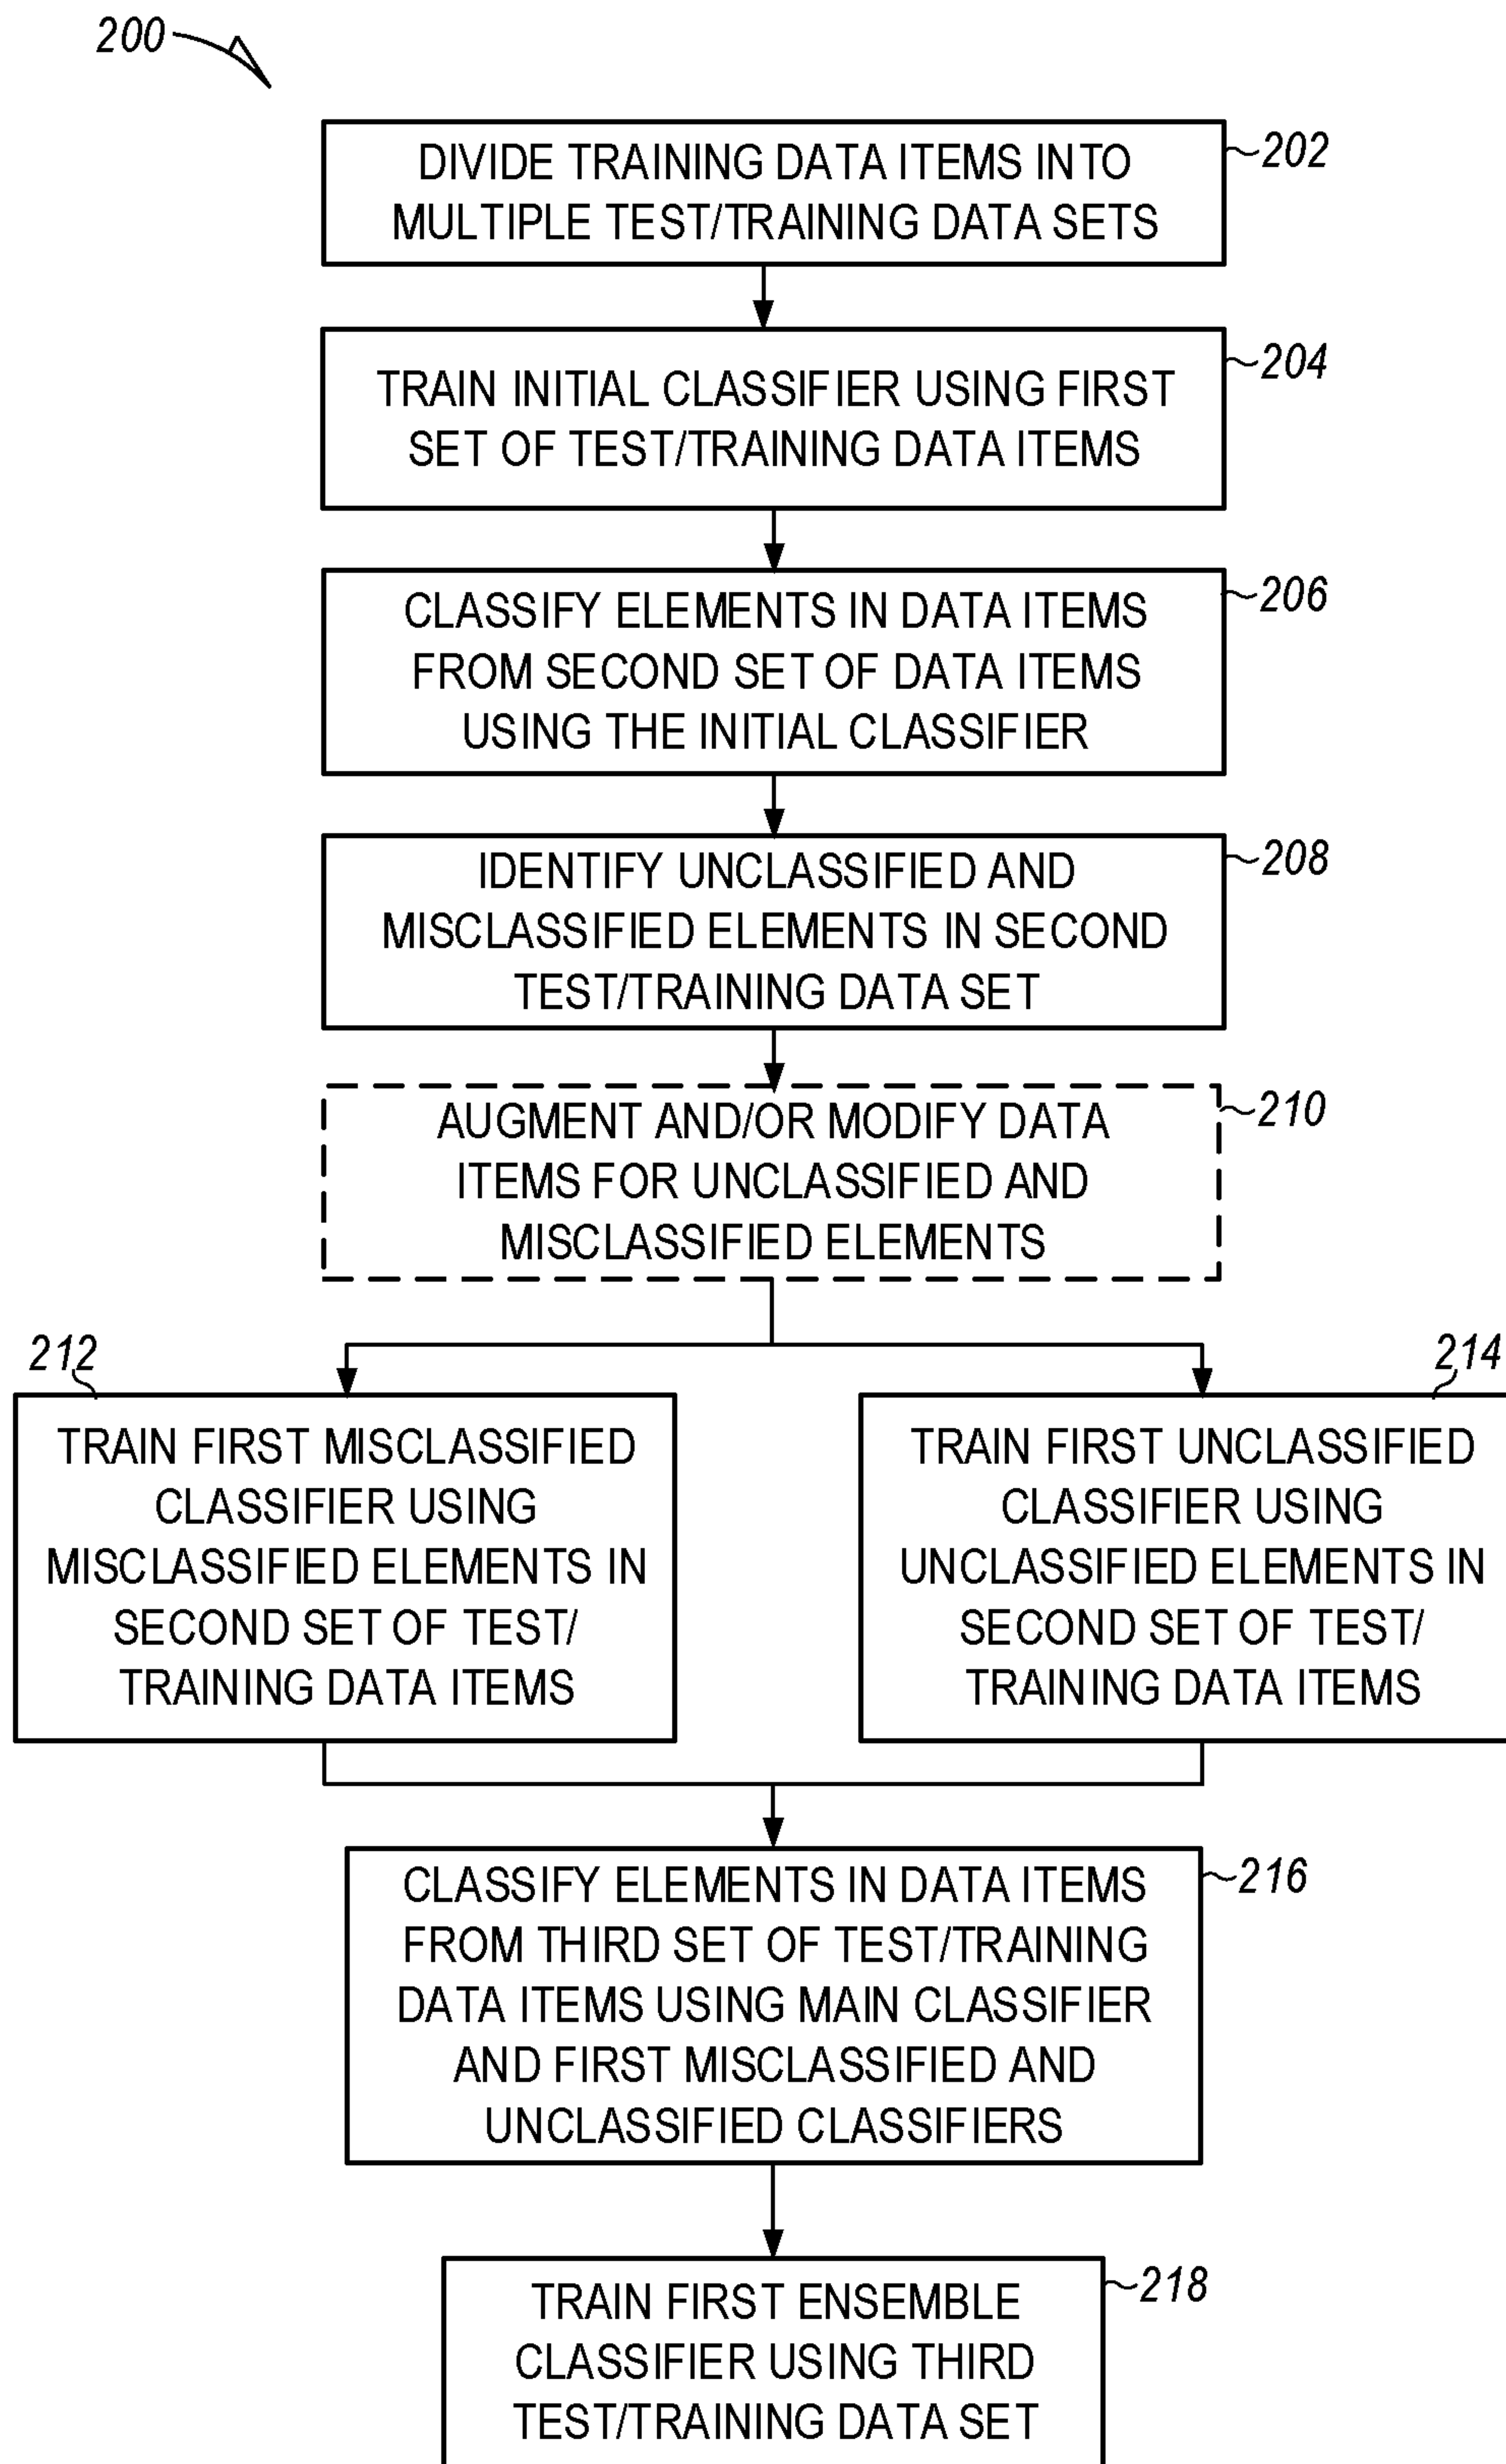 200
DIVIDE TRAINING DATA ITEMS INTO
MULTIPLE TEST/TRAINING DATA SETS
202
TRAIN INITIAL CLASSIFIER USING FIRST
SET OF TEST/TRAINING DATA ITEMS
204
CLASSIFY ELEMENTS IN DATA ITEMS
FROM SECOND SET OF DATA ITEMS
USING THE INITIAL CLASSIFIER
206
IDENTIFY UNCLASSIFIED AND
MISCLASSIFIED ELEMENTS IN SECOND
TEST/TRAINING DATA SET
208
AUGMENT AND/OR MODIFY DATA
ITEMS FOR UNCLASSIFIED AND
MISCLASSIFIED ELEMENTS
210
212
TRAIN FIRST MISCLASSIFIED
CLASSIFIER USING
MISCLASSIFIED ELEMENTS IN
SECOND SET OF TEST/
TRAINING DATA ITEMS
214
TRAIN FIRST UNCLASSIFIED
CLASSIFIER USING
UNCLASSIFIED ELEMENTS IN
SECOND SET OF TEST/
TRAINING DATA ITEMS
CLASSIFY ELEMENTS IN DATA ITEMS
FROM THIRD SET OF TEST/TRAINING
DATA ITEMS USING MAIN CLASSIFIER
AND FIRST MISCLASSIFIED AND
UNCLASSIFIED CLASSIFIERS
216
TRAIN FIRST ENSEMBLE
CLASSIFIER USING THIRD
TEST/TRAINING DATA SET
218